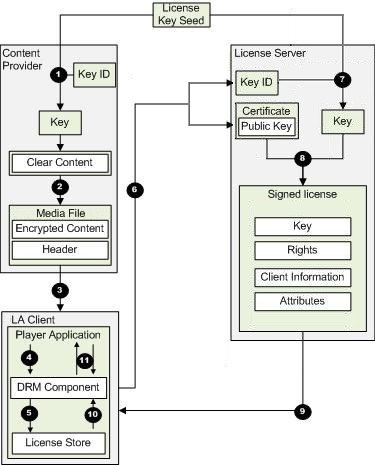 License
Key Seed
Content
Provider
1
Key ID
Key
Clear Content
2
Media File
Encrypted Content
Header
3
LA Client
Player Application
4
11
DRM Component
5
10
License Store
6
License Server
Key ID
7
Certificate
Public Key
Key
8
Signed license
Key
Rights
Client Information
Attributes
9